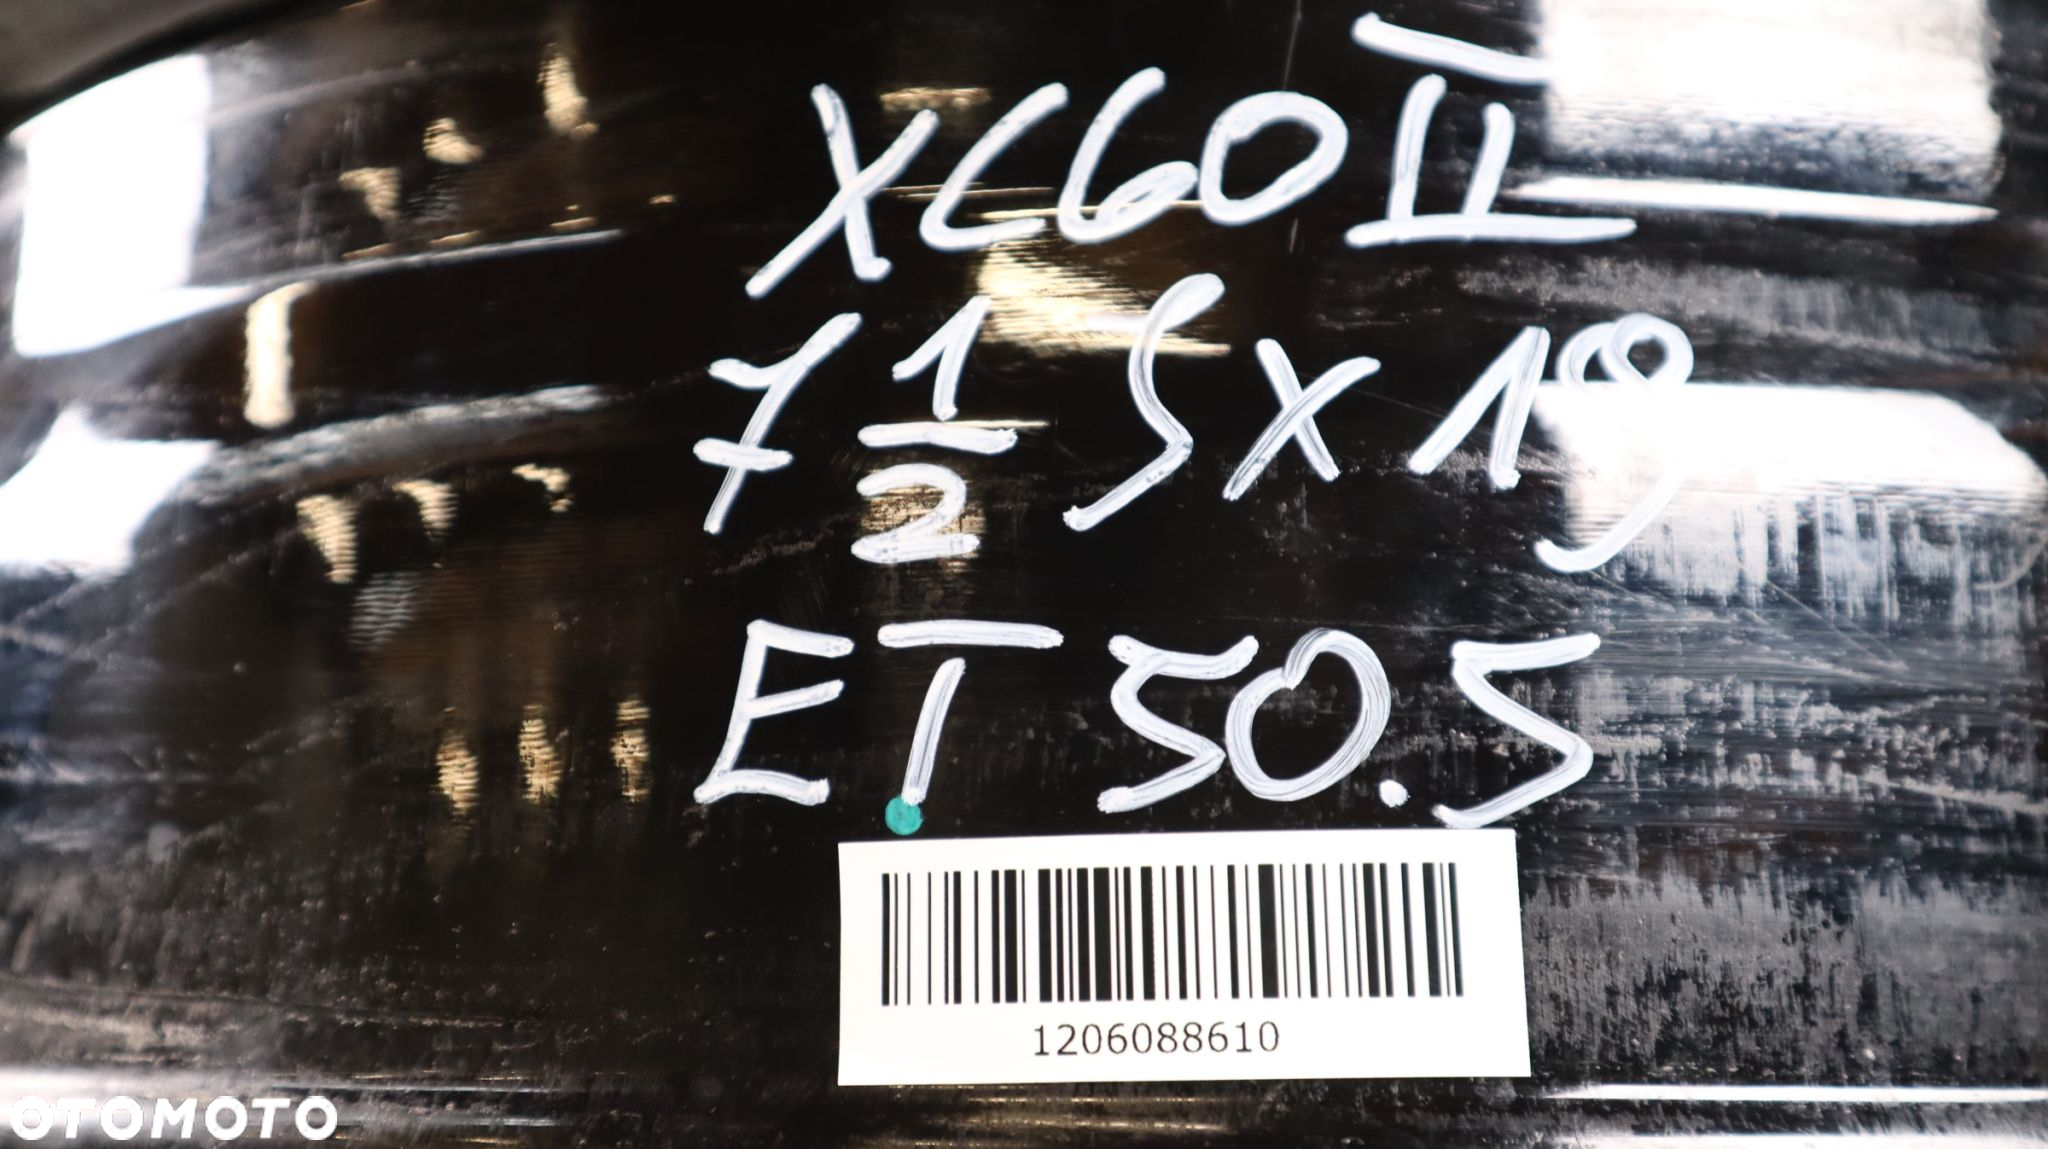 XC60 II
7 1/2 J X 19
ET 50.5
1206088610
OTOMOTO